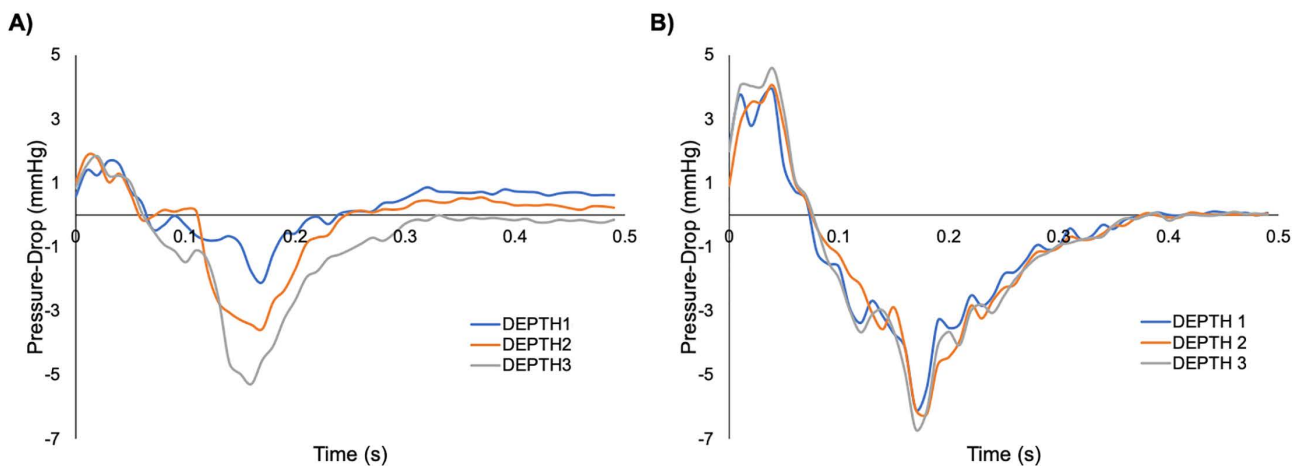 A)
5
3
1
-1
-3
-5
-7
Pressure-Drop (mmHg)
0
0.1
0.2
0.3
0.4
0.5
DEPTH1
DEPTH2
DEPTH3
Time (s)
B)
5
3
1
-1
-3
-5
-7
Pressure-Drop (mmHg)
0
0.1
0.2
0.3
0.4
0.5
DEPTH 1
DEPTH 2
DEPTH 3
Time (s)